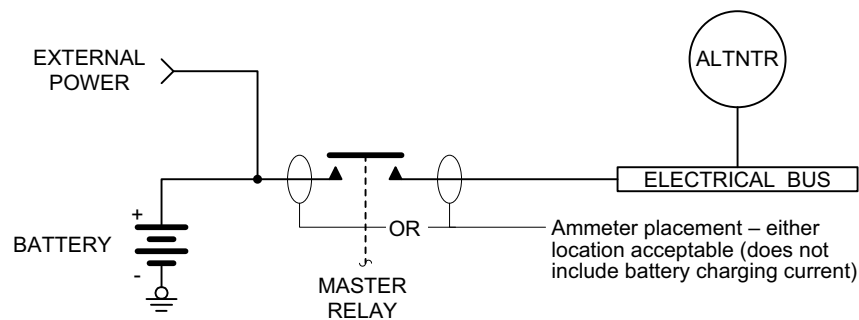 EXTERNAL
POWER
ALTNTR
ELECTRICAL BUS
+
BATTERY
-
OR
Ammeter placement – either
location acceptable (does not
include battery charging current)
MASTER
RELAY